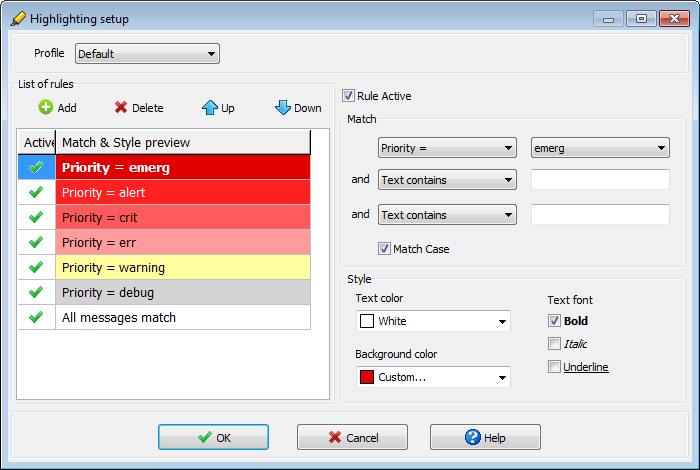 Highlighting setup
Profile
Default
List of rules
Add
Delete
Up
Down
Active
Match & Style preview
Priority = emerg
Priority = alert
Priority = crit
Priority = err
Priority = warning
Priority = debug
All messages match
Rule Active
Match
Priority =
emerg
and
Text contains
and
Text contains
Match Case
Style
Text color
White
Background color
Custom...
Text font
Bold
Italic
Underline
OK
Cancel
Help